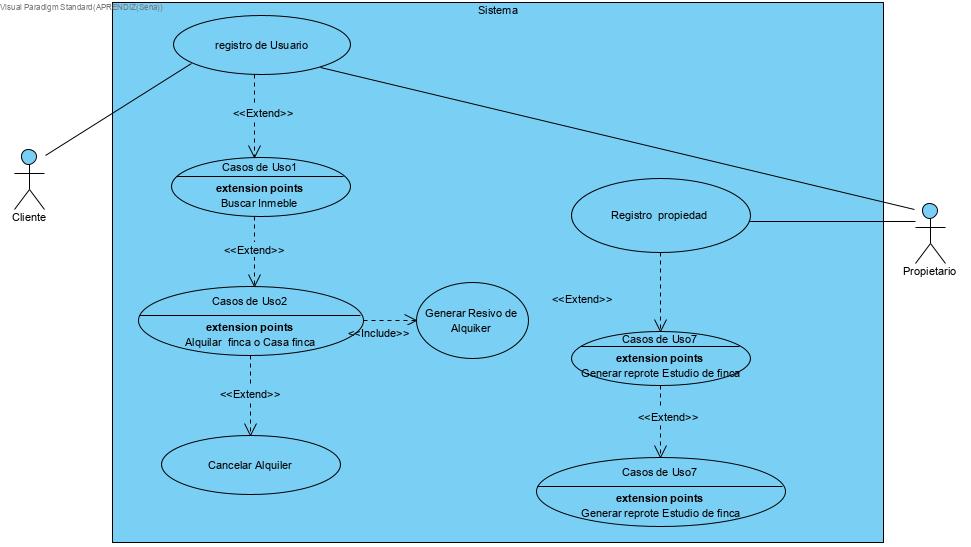 Visual Paradigm Standard(APRENDIZ(Sena))
Sistema
registro de Usuario
<<Extend>>
Cliente
Casos de Uso1
extension points
Buscar Inmeble
<<Extend>>
Casos de Uso2
extension points
Alquilar finca o Casa finca
<<Include>>
Generar Resivo de
Alquiker
<<Extend>>
Cancelar Alquiler
Registro propiedad
Propietario
<<Extend>>
Casos de Uso7
extension points
Generar reprote Estudio de finca
<<Extend>>
Casos de Uso7
extension points
Generar reprote Estudio de finca